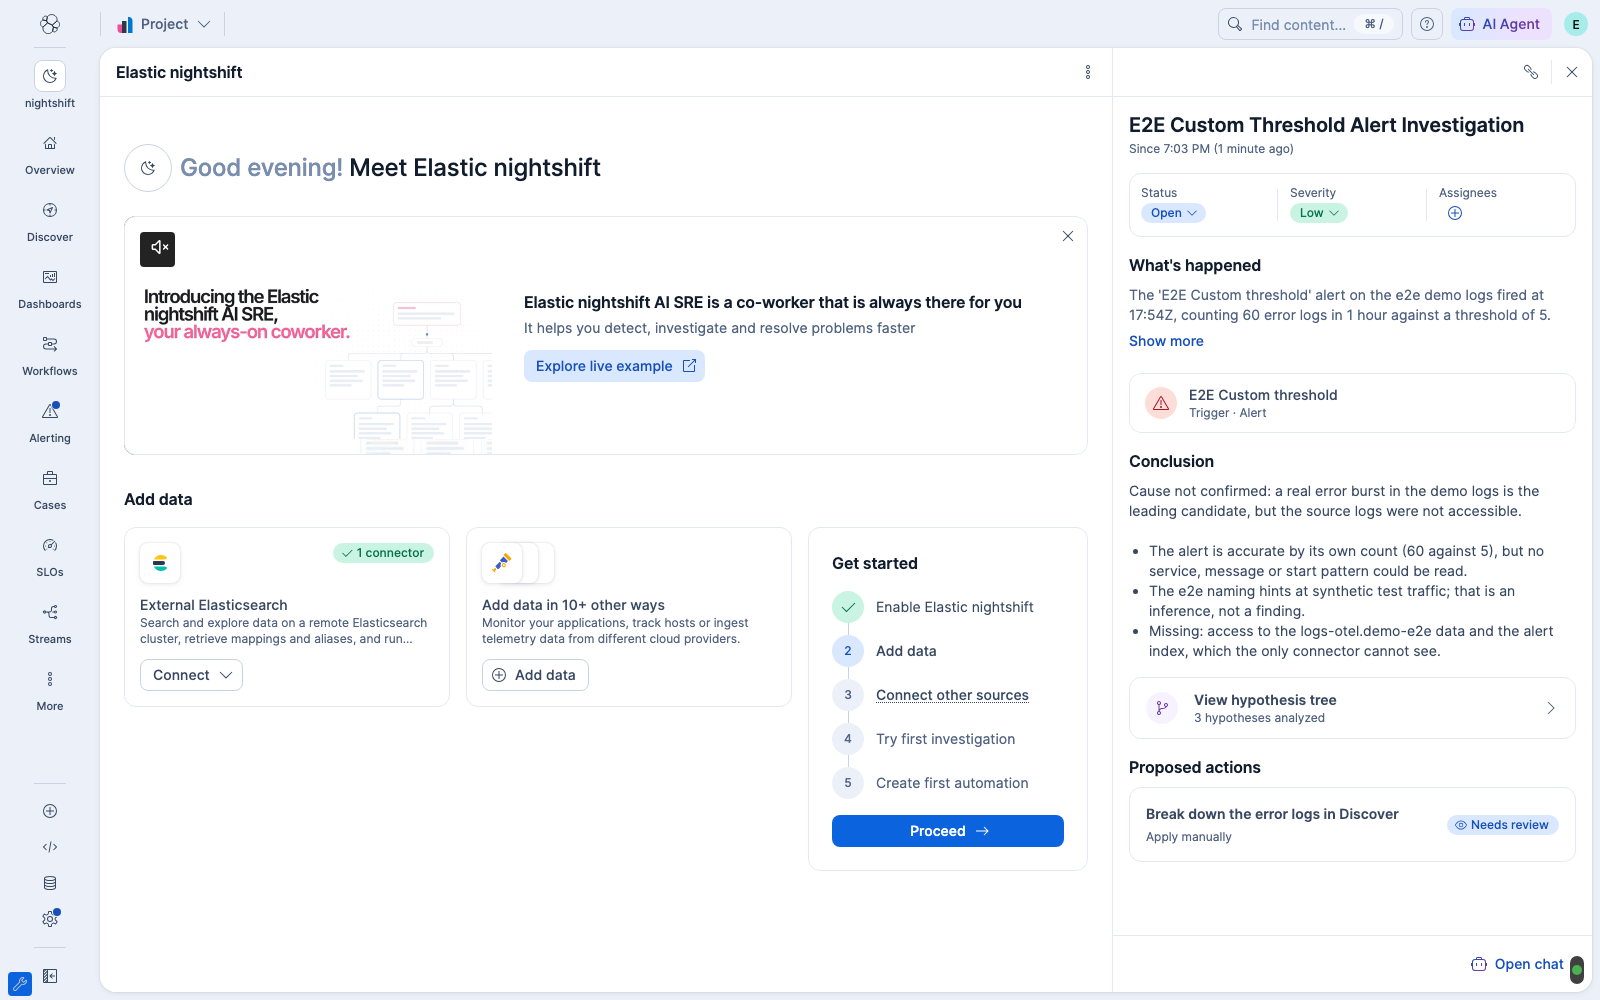 Project
Find content...
⌘ /
AI Agent
E
nightshift
Overview
Discover
Dashboards
Workflows
Alerting
Cases
SLOs
Streams
More
Elastic nightshift
Good evening! Meet Elastic nightshift
Introducing the Elastic
nightshift AI SRE,
your always-on coworker.
Elastic nightshift AI SRE is a co-worker that is always there for you
It helps you detect, investigate and resolve problems faster
Explore live example
Add data
1 connector
External Elasticsearch
Search and explore data on a remote Elasticsearch
cluster, retrieve mappings and aliases, and run...
Connect
Add data in 10+ other ways
Monitor your applications, track hosts or ingest
telemetry data from different cloud providers.
Add data
Get started
Enable Elastic nightshift
2 Add data
3 Connect other sources
4 Try first investigation
5 Create first automation
Proceed
E2E Custom Threshold Alert Investigation
Since 7:03 PM (1 minute ago)
Status
Open
Severity
Low
Assignees
What's happened
The 'E2E Custom threshold' alert on the e2e demo logs fired at
17:54Z, counting 60 error logs in 1 hour against a threshold of 5.
Show more
E2E Custom threshold
Trigger · Alert
Conclusion
Cause not confirmed: a real error burst in the demo logs is the
leading candidate, but the source logs were not accessible.
• The alert is accurate by its own count (60 against 5), but no
service, message or start pattern could be read.
• The e2e naming hints at synthetic test traffic; that is an
inference, not a finding.
• Missing: access to the logs-otel.demo-e2e data and the alert
index, which the only connector cannot see.
View hypothesis tree
3 hypotheses analyzed
Proposed actions
Break down the error logs in Discover
Apply manually
Needs review
Open chat